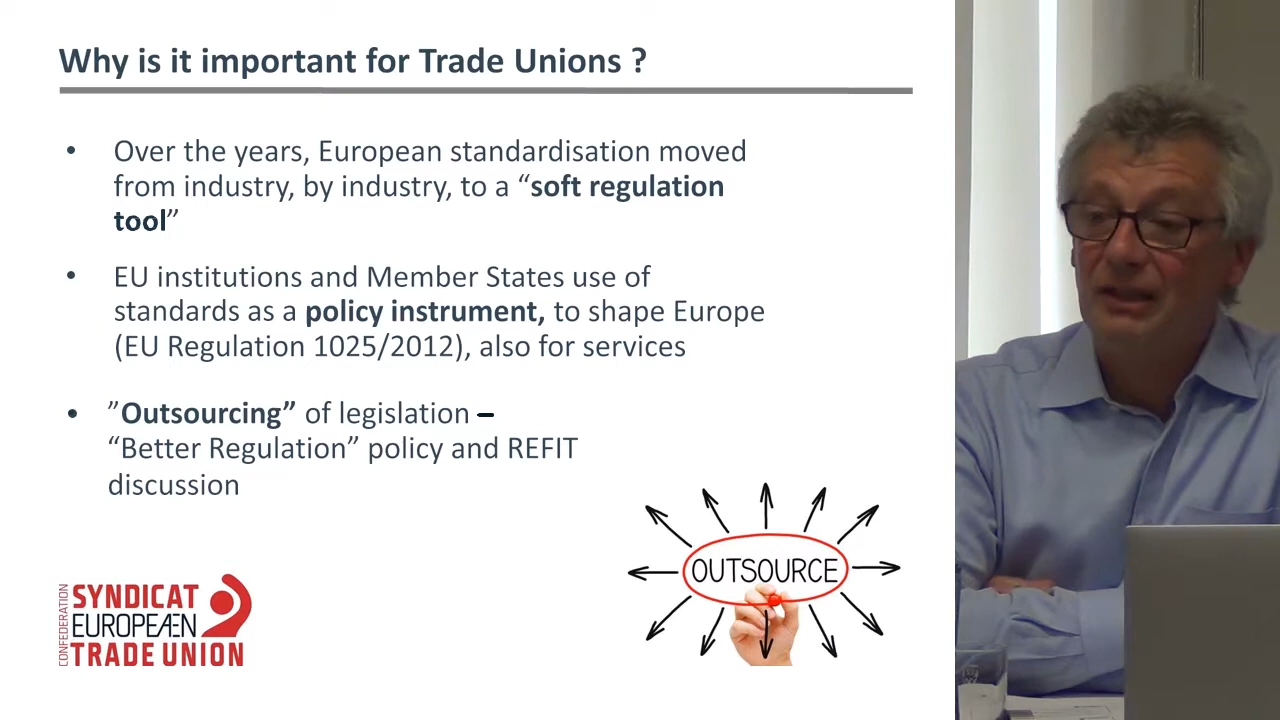 Why is it important for Trade Unions ?
• Over the years, European standardisation moved
from industry, by industry, to a “soft regulation
tool”
• EU institutions and Member States use of
standards as a policy instrument, to shape Europe
(EU Regulation 1025/2012), also for services
• ”Outsourcing” of legislation –
“Better Regulation” policy and REFIT
discussion
OUTSOURCE
CONFEDERATION
SYNDICAT
EUROPEÆN
TRADE UNION